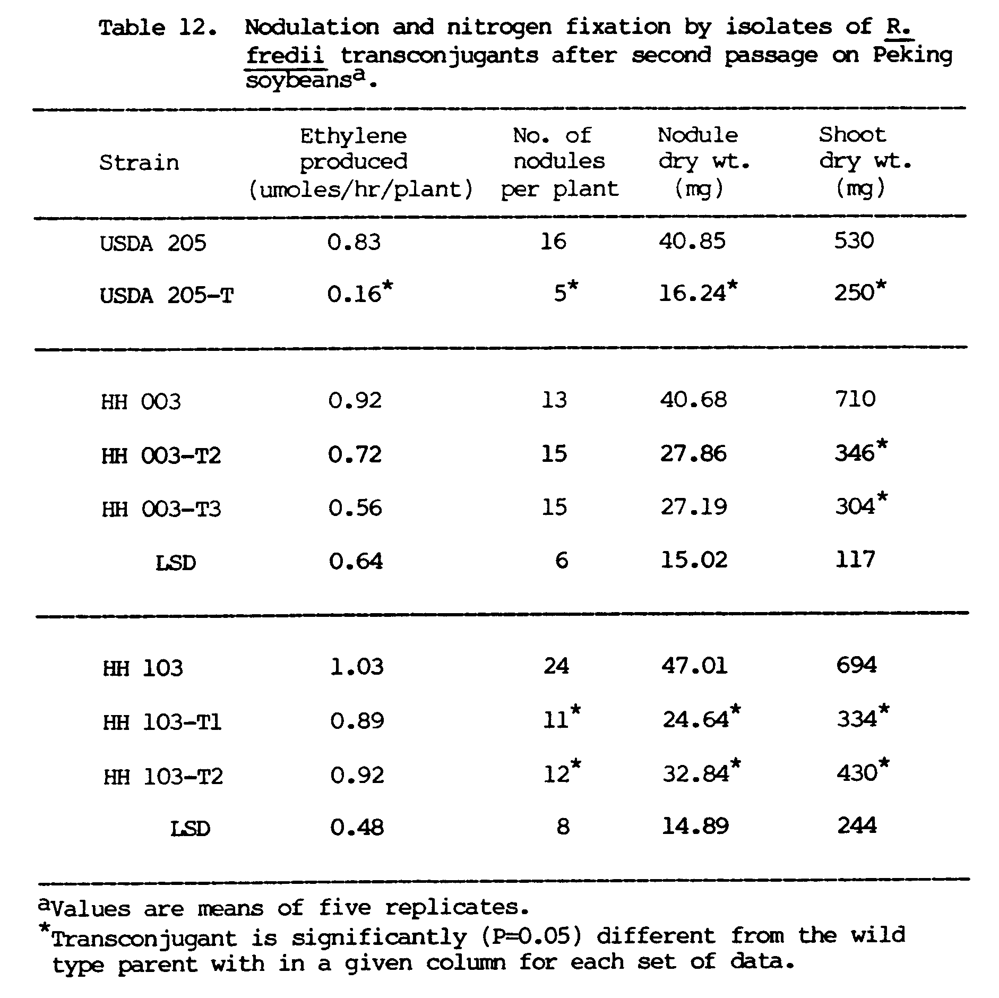 Table 12. Nodulation and nitrogen fixation by isolates of R.
fredii transconjugants after second passage on Peking
soybeansa.
Ethylene No. of Nodule Shoot
Strain produced nodules dry wt. dry wt.
(umoles/hr/plant) per plant (mg) (mg)
USDA 205 0.83 16 40.85 530
USDA 205-T 0.16* 5* 16.24* 250*
HH 003 0.92 13 40.68 710
HH 003-T2 0.72 15 27.86 346*
HH 003-T3 0.56 15 27.19 304*
LSD 0.64 6 15.02 117
HH 103 1.03 24 47.01 694
HH 103-T1 0.89 11* 24.64* 334*
HH 103-T2 0.92 12* 32.84* 430*
LSD 0.48 8 14.89 244
aValues are means of five replicates.
*Transconjugant is significantly (P=0.05) different from the wild
type parent with in a given column for each set of data.